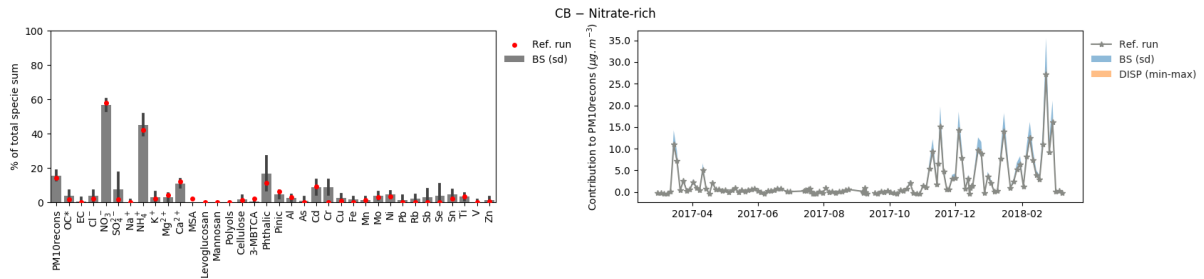 CB − Nitrate-rich
% of total specie sum
100
80
60
40
20
0
PM10recons
OC*
EC
Cl⁻
NO₃⁻
SO₄²⁻
Na⁺
NH₄⁺
K⁺
Mg²⁺
Ca²⁺
MSA
Levoglucosan
Mannosan
Polyols
Cellulose
3-MBTCA
Phthalic
Pinic
Al
As
Cd
Cr
Cu
Fe
Mn
Mo
Ni
Pb
Rb
Sb
Se
Sn
Ti
V
Zn
Ref. run
BS (sd)
Contribution to PM10recons (μg. m⁻³)
35.0
30.0
25.0
20.0
15.0
10.0
5.0
0.0
2017-04
2017-06
2017-08
2017-10
2017-12
2018-02
Ref. run
BS (sd)
DISP (min-max)